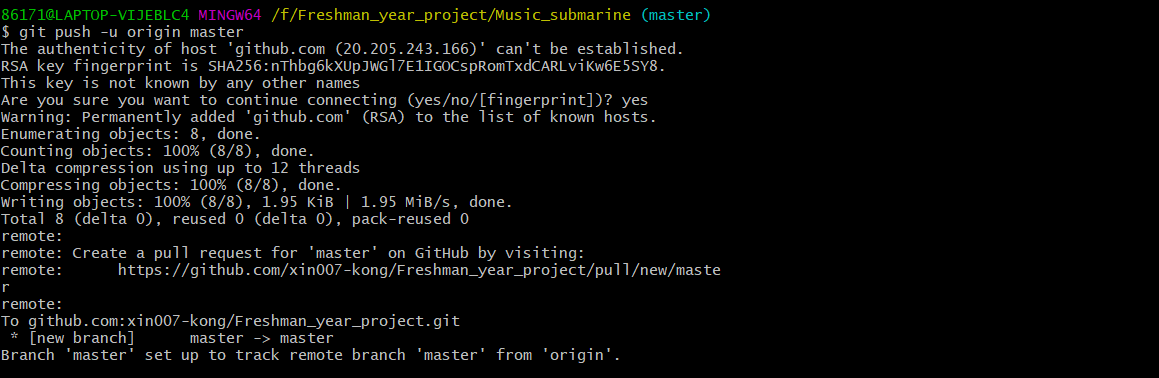 86171@LAPTOP-VIJEBLC4 MINGW64 /f/Freshman_year_project/Music_submarine (master)
$ git push -u origin master
The authenticity of host 'github.com (20.205.243.166)' can't be established.
RSA key fingerprint is SHA256:nThbg6kXUpJWGl7E1IGOCspRomTxdCARLviKw6E5SY8.
This key is not known by any other names
Are you sure you want to continue connecting (yes/no/[fingerprint])? yes
Warning: Permanently added 'github.com' (RSA) to the list of known hosts.
Enumerating objects: 8, done.
Counting objects: 100% (8/8), done.
Delta compression using up to 12 threads
Compressing objects: 100% (8/8), done.
Writing objects: 100% (8/8), 1.95 KiB | 1.95 MiB/s, done.
Total 8 (delta 0), reused 0 (delta 0), pack-reused 0
remote:
remote: Create a pull request for 'master' on GitHub by visiting:
remote:      https://github.com/xin007-kong/Freshman_year_project/pull/new/maste
r
remote:
To github.com:xin007-kong/Freshman_year_project.git
 * [new branch]      master -> master
Branch 'master' set up to track remote branch 'master' from 'origin'.